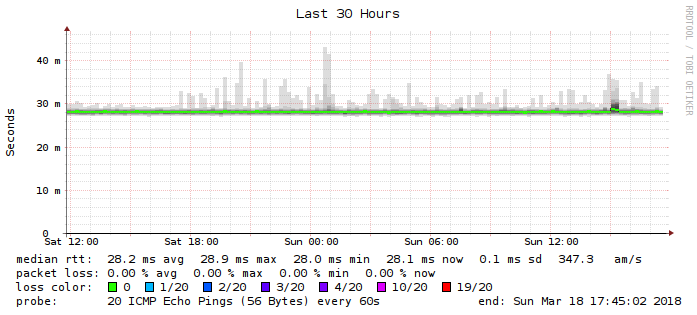 Last 30 Hours
RRDTOOL / TOBI OETIKER
Seconds
40 m
30 m
20 m
10 m
0
Sat 12:00 Sat 18:00 Sun 00:00 Sun 06:00 Sun 12:00
median rtt: 28.2 ms avg 28.9 ms max 28.0 ms min 28.1 ms now 0.1 ms sd 347.3 am/s
packet loss: 0.00 % avg 0.00 % max 0.00 % min 0.00 % now
loss color: 0 1/20 2/20 3/20 4/20 10/20 19/20
probe: 20 ICMP Echo Pings (56 Bytes) every 60s end: Sun Mar 18 17:45:02 2018